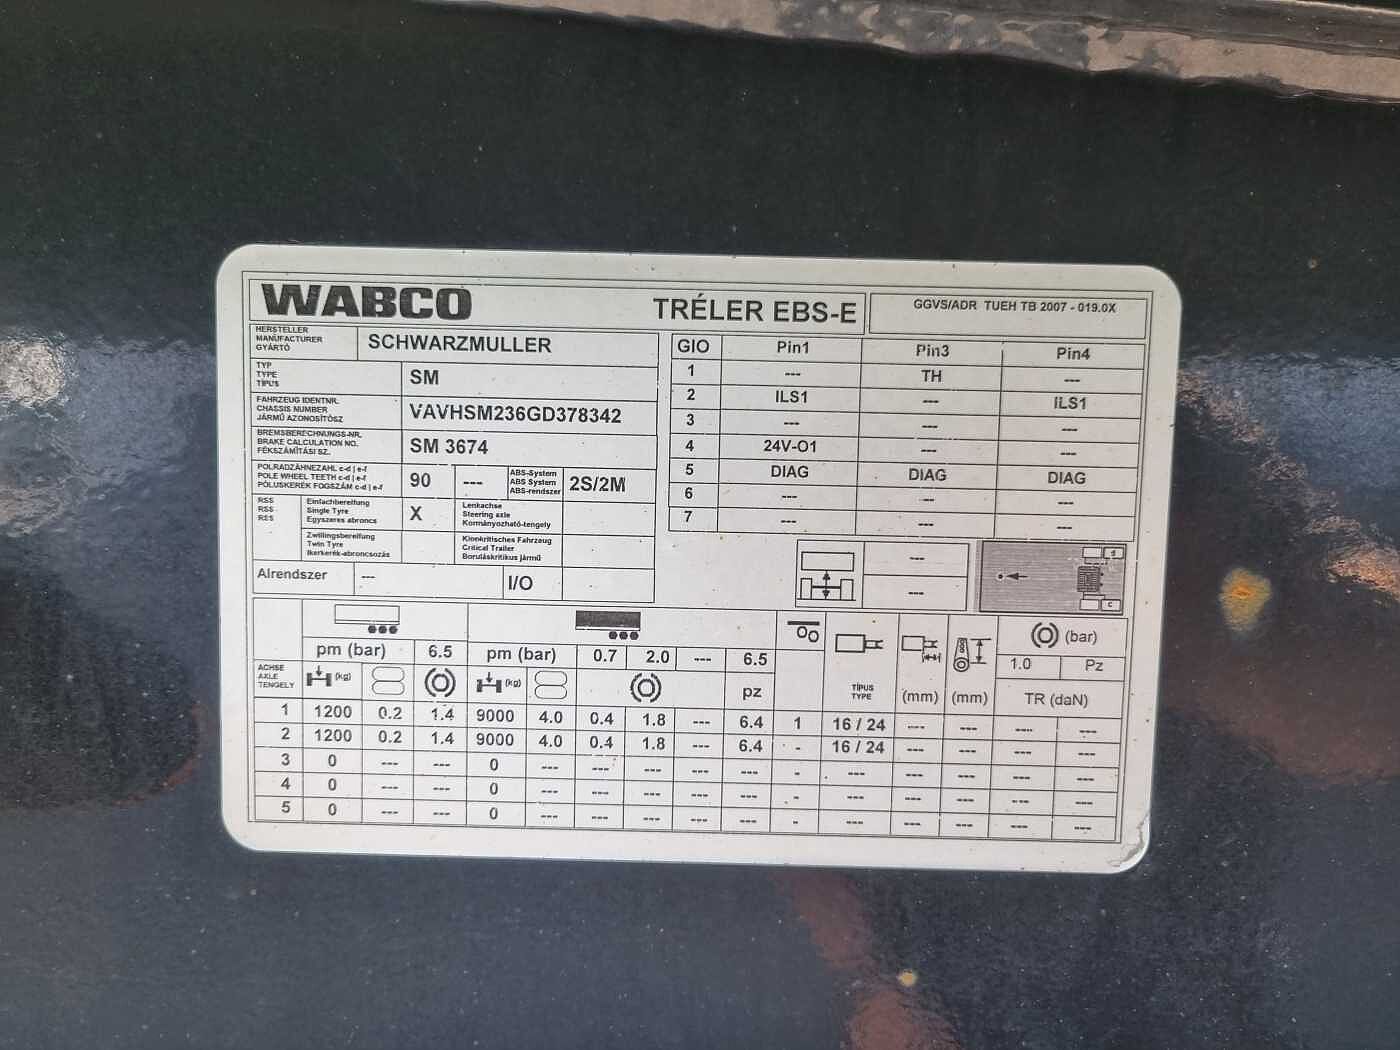 WABCO TRÉLER EBS-E GGVS/ADR TUEH TB 2007 - 019.0X
HERSTELLER
MANUFACTURER
GYÁRTÓ
SCHWARZMULLER
TYP
TYPE
TÍPUS
SM
FAHRZEUG IDENTNR.
CHASSIS NUMBER
JÁRMŰ AZONOSÍTÓSZ
VAVHSM236GD378342
BREMSBERECHNUNGS-NR.
BRAKE CALCULATION NO.
FÉKSZÁMÍTÁSI SZ.
SM 3674
POLRADZÄHNEZAHL c-d | e-f
POLE WHEEL TEETH c-d | e-f
PÓLUSKERÉK FOGSZÁM c-d | e-f
90 ---
ABS-System
ABS System
ABS-rendszer
2S/2M
RSS
RSS
RES
Einfachbereifung
Single Tyre
Egyszeres abroncs
X
Lenkachse
Steering axle
Kormányozható-tengely
Zwillingsbereifung
Twin Tyre
Ikerkerék-abroncsozás
Kippkritisches Fahrzeug
Critical Trailer
Boruláskritikus jármű
Alrendszer --- I/O
GIO Pin1 Pin3 Pin4
1 --- TH ---
2 ILS1 --- ILS1
3 --- --- ---
4 24V-O1 --- ---
5 DIAG DIAG DIAG
6 --- --- ---
7 --- --- ---
---
---
1
C
pm (bar) 6.5 pm (bar) 0.7 2.0 --- 6.5
(bar)
1.0 Pz
ACHSE
AXLE
TENGELY
(kg) (kg) pz
TÍPUS
TYPE
(mm) (mm) TR (daN)
1 1200 0.2 1.4 9000 4.0 0.4 1.8 --- 6.4 1 16 / 24 --- --- --- ---
2 1200 0.2 1.4 9000 4.0 0.4 1.8 --- 6.4 - 16 / 24 --- --- --- ---
3 0 --- --- 0 --- --- --- --- --- - --- --- --- --- ---
4 0 --- --- 0 --- --- --- --- --- - --- --- --- --- ---
5 0 --- --- 0 --- --- --- --- --- - --- --- --- --- ---